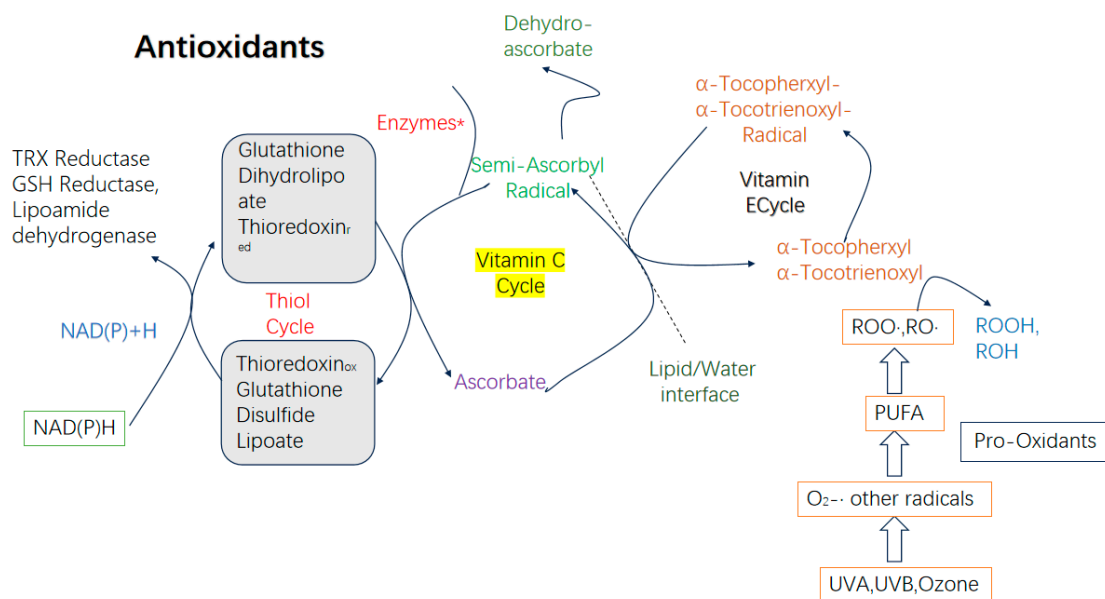 Antioxidants
Dehydro-
ascorbate
Enzymes*
α-Tocopherxyl-
α-Tocotrienoxyl-
Radical
TRX Reductase
GSH Reductase,
Lipoamide
dehydrogenase
Glutathione
Dihydrolipo
ate
Thioredoxinr
ed
Semi-Ascorbyl
Radical
Vitamin
ECycle
Vitamin C
Cycle
α-Tocopherxyl
α-Tocotrienoxyl
Thiol
Cycle
NAD(P)+H
ROO·,RO·
ROOH,
ROH
Thioredoxinox
Glutathione
Disulfide
Lipoate
Ascorbate
Lipid/Water
interface
NAD(P)H
PUFA
Pro-Oxidants
O2-· other radicals
UVA,UVB,Ozone